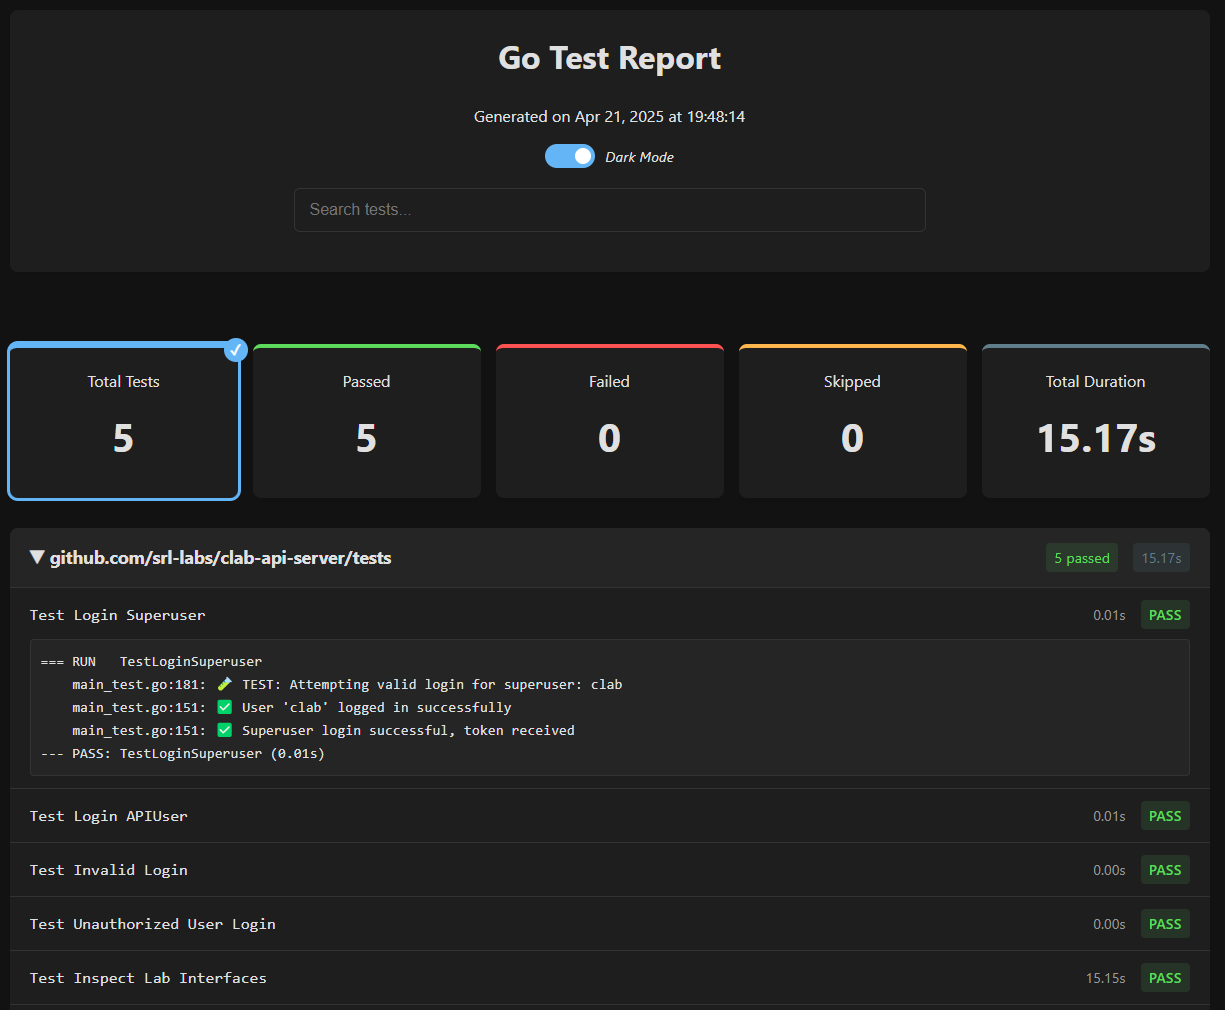 Go Test Report
Generated on Apr 21, 2025 at 19:48:14
Dark Mode
Search tests...
Total Tests
5
Passed
5
Failed
0
Skipped
0
Total Duration
15.17s
▼ github.com/srl-labs/clab-api-server/tests 5 passed 15.17s
Test Login Superuser 0.01s PASS
=== RUN   TestLoginSuperuser
    main_test.go:181: 🧪 TEST: Attempting valid login for superuser: clab
    main_test.go:151: ✅ User 'clab' logged in successfully
    main_test.go:151: ✅ Superuser login successful, token received
--- PASS: TestLoginSuperuser (0.01s)
Test Login APIUser 0.01s PASS
Test Invalid Login 0.00s PASS
Test Unauthorized User Login 0.00s PASS
Test Inspect Lab Interfaces 15.15s PASS